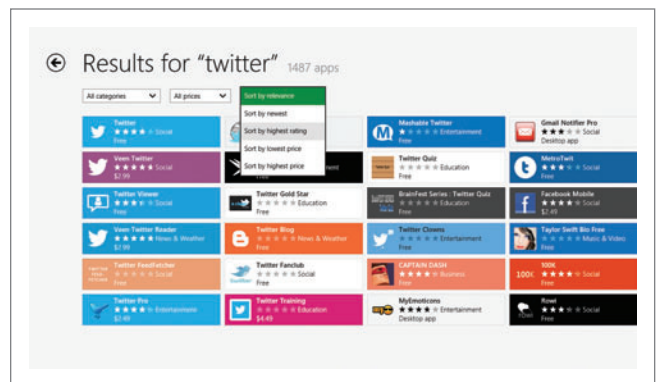 Results for “twitter” 1487 apps
All categories
All prices
Sort by relevance
Sort by newest
Sort by highest rating
Sort by lowest price
Sort by highest price
Twitter
Social
Free
Veen Twitter
Social
$2.99
Twitter Viewer
Social
Free
Veen Twitter Reader
News & Weather
Free
Twitter FeedFetcher
Social
Free
Twitter Pro
Entertainment
$2.49
Free
Twitter Gold Star
Education
Free
Twitter Blog
News & Weather
Free
Twitter Fanclub
Social
Free
Twitter Training
Education
$4.49
Mashable Twitter
Entertainment
Free
Twitter Quiz
Education
Free
BrainFest Series : Twitter Quiz
Education
Free
Twitter Clowns
Entertainment
Free
CAPTAIN DASH
Business
Free
MyEmoticons
Entertainment
Desktop app
Gmail Notifier Pro
Social
Desktop app
MetroTwit
Social
Free
Facebook Mobile
Social
$2.49
Taylor Swift Bio Free
Music & Video
Free
100K
100K
Social
Free
Rowi
Social
Free